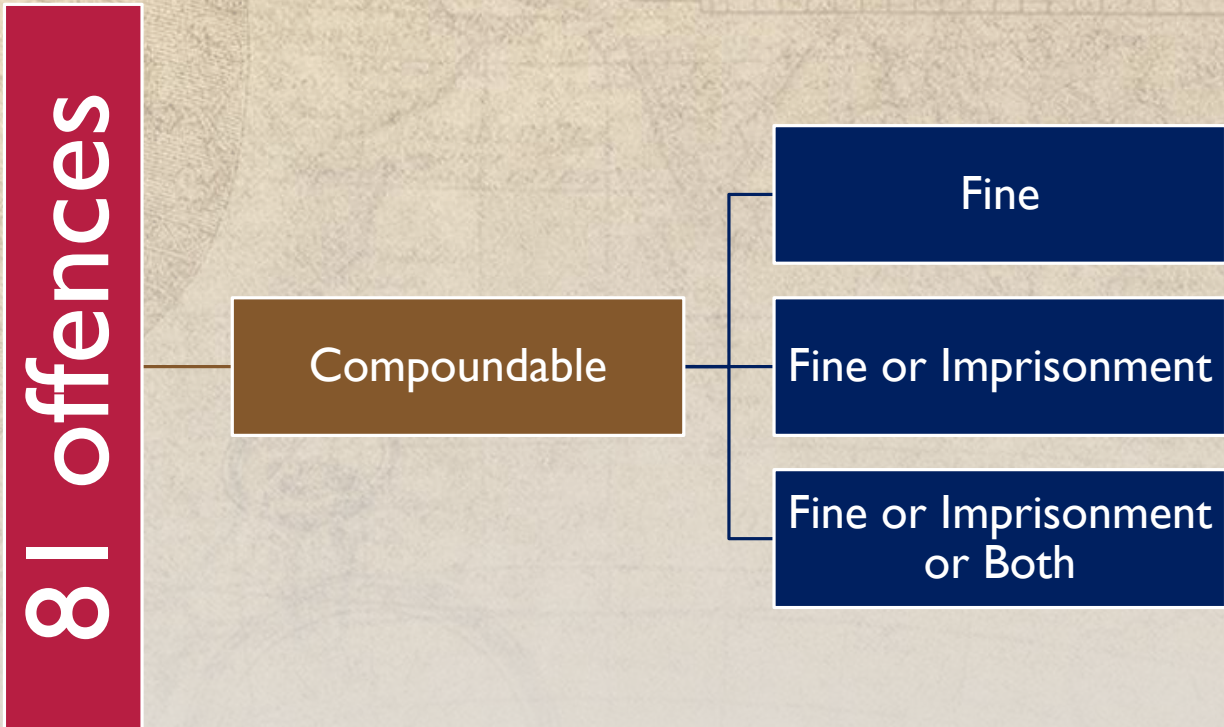 81 offences
Compoundable
Fine
Fine or Imprisonment
Fine or Imprisonment
or Both